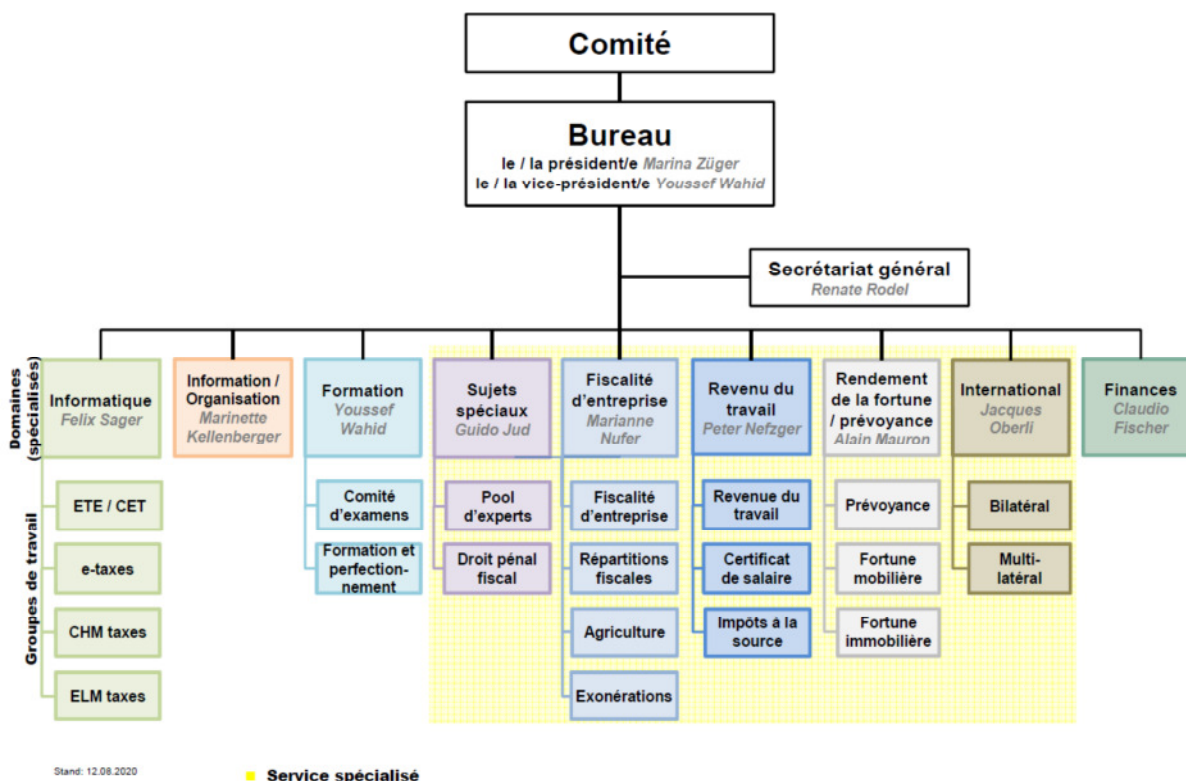 Comité
Bureau
le / la président/e Marina Züger
le / la vice-président/e Youssef Wahid
Secrétariat général
Renate Rodel
Domaines
(spécialisés)
Informatique
Felix Sager
Information /
Organisation
Marinette
Kellenberger
Formation
Youssef
Wahid
Sujets
spéciaux
Guido Jud
Fiscalité
d'entreprise
Marianne
Nufer
Revenu du
travail
Peter Nefzger
Rendement
de la fortune
/ prévoyance
Alain Mauron
International
Jacques
Oberli
Finances
Claudio
Fischer
Groupes de travail
ETE / CET
e-taxes
CHM taxes
ELM taxes
Comité
d'examens
Formation et
perfection-
nement
Pool
d'experts
Droit pénal
fiscal
Fiscalité
d'entreprise
Répartitions
fiscales
Agriculture
Exonérations
Revenue du
travail
Certificat
de salaire
Impôts à la
source
Prévoyance
Fortune
mobilière
Fortune
immobilière
Bilatéral
Multi-
latéral
Stand: 12.08.2020
Service spécialisé